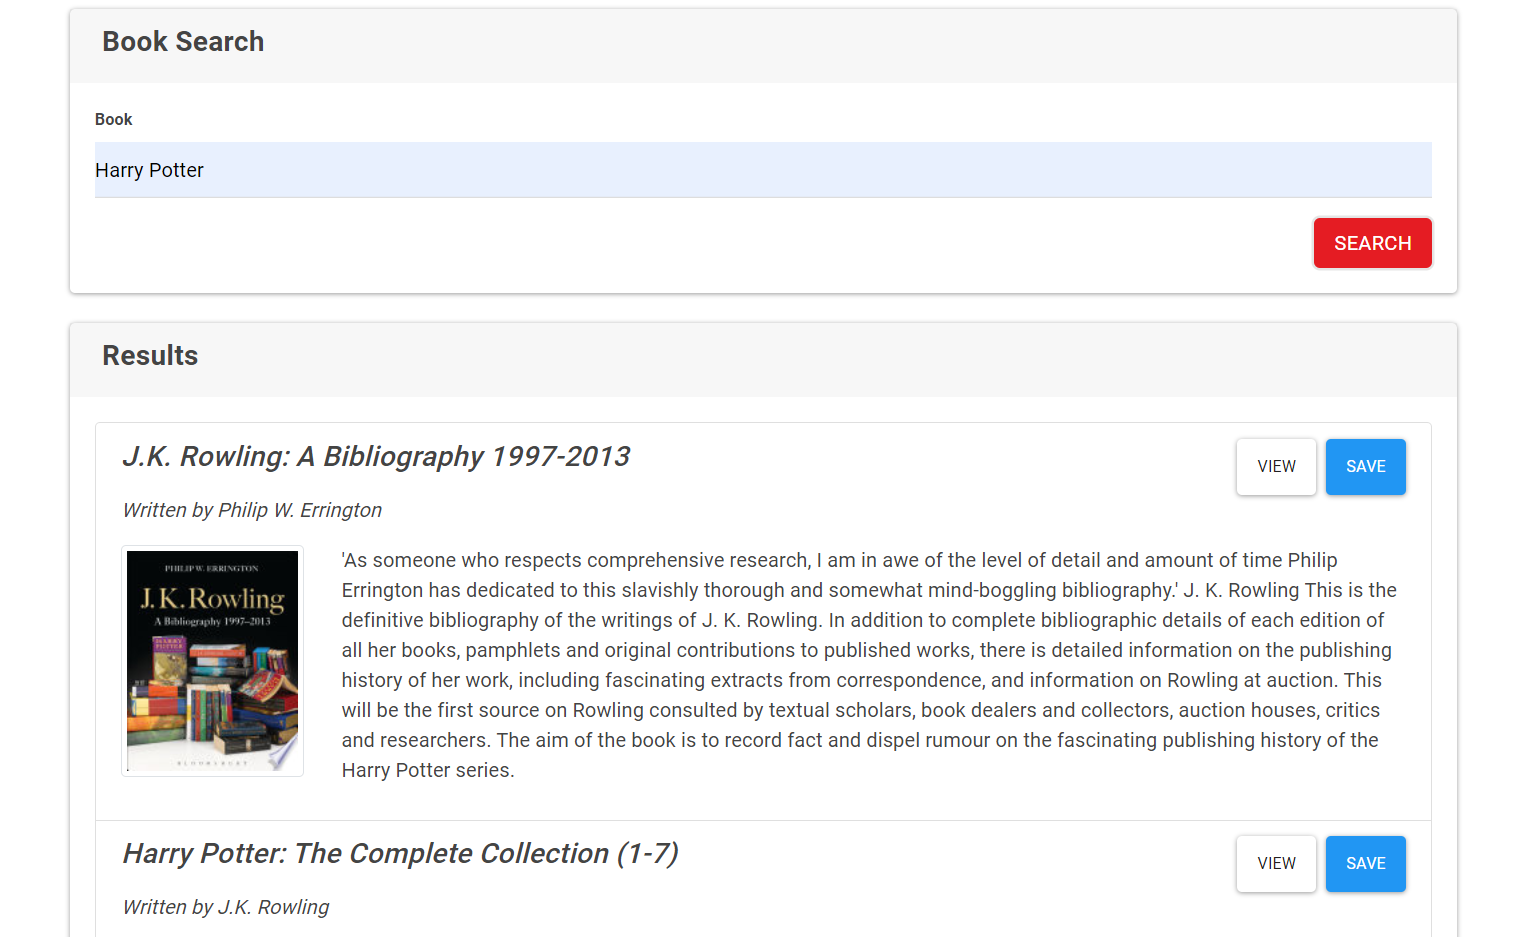 Book Search
Book
Harry Potter
SEARCH
Results
J.K. Rowling: A Bibliography 1997-2013
VIEW
SAVE
Written by Philip W. Errington
PHILIP W. ERRINGTON
J.K.Rowling
A Bibliography 1997–2013
HARRY
POTTER
BLOOMSBURY
'As someone who respects comprehensive research, I am in awe of the level of detail and amount of time Philip
Errington has dedicated to this slavishly thorough and somewhat mind-boggling bibliography.' J. K. Rowling This is the
definitive bibliography of the writings of J. K. Rowling. In addition to complete bibliographic details of each edition of
all her books, pamphlets and original contributions to published works, there is detailed information on the publishing
history of her work, including fascinating extracts from correspondence, and information on Rowling at auction. This
will be the first source on Rowling consulted by textual scholars, book dealers and collectors, auction houses, critics
and researchers. The aim of the book is to record fact and dispel rumour on the fascinating publishing history of the
Harry Potter series.
Harry Potter: The Complete Collection (1-7)
VIEW
SAVE
Written by J.K. Rowling